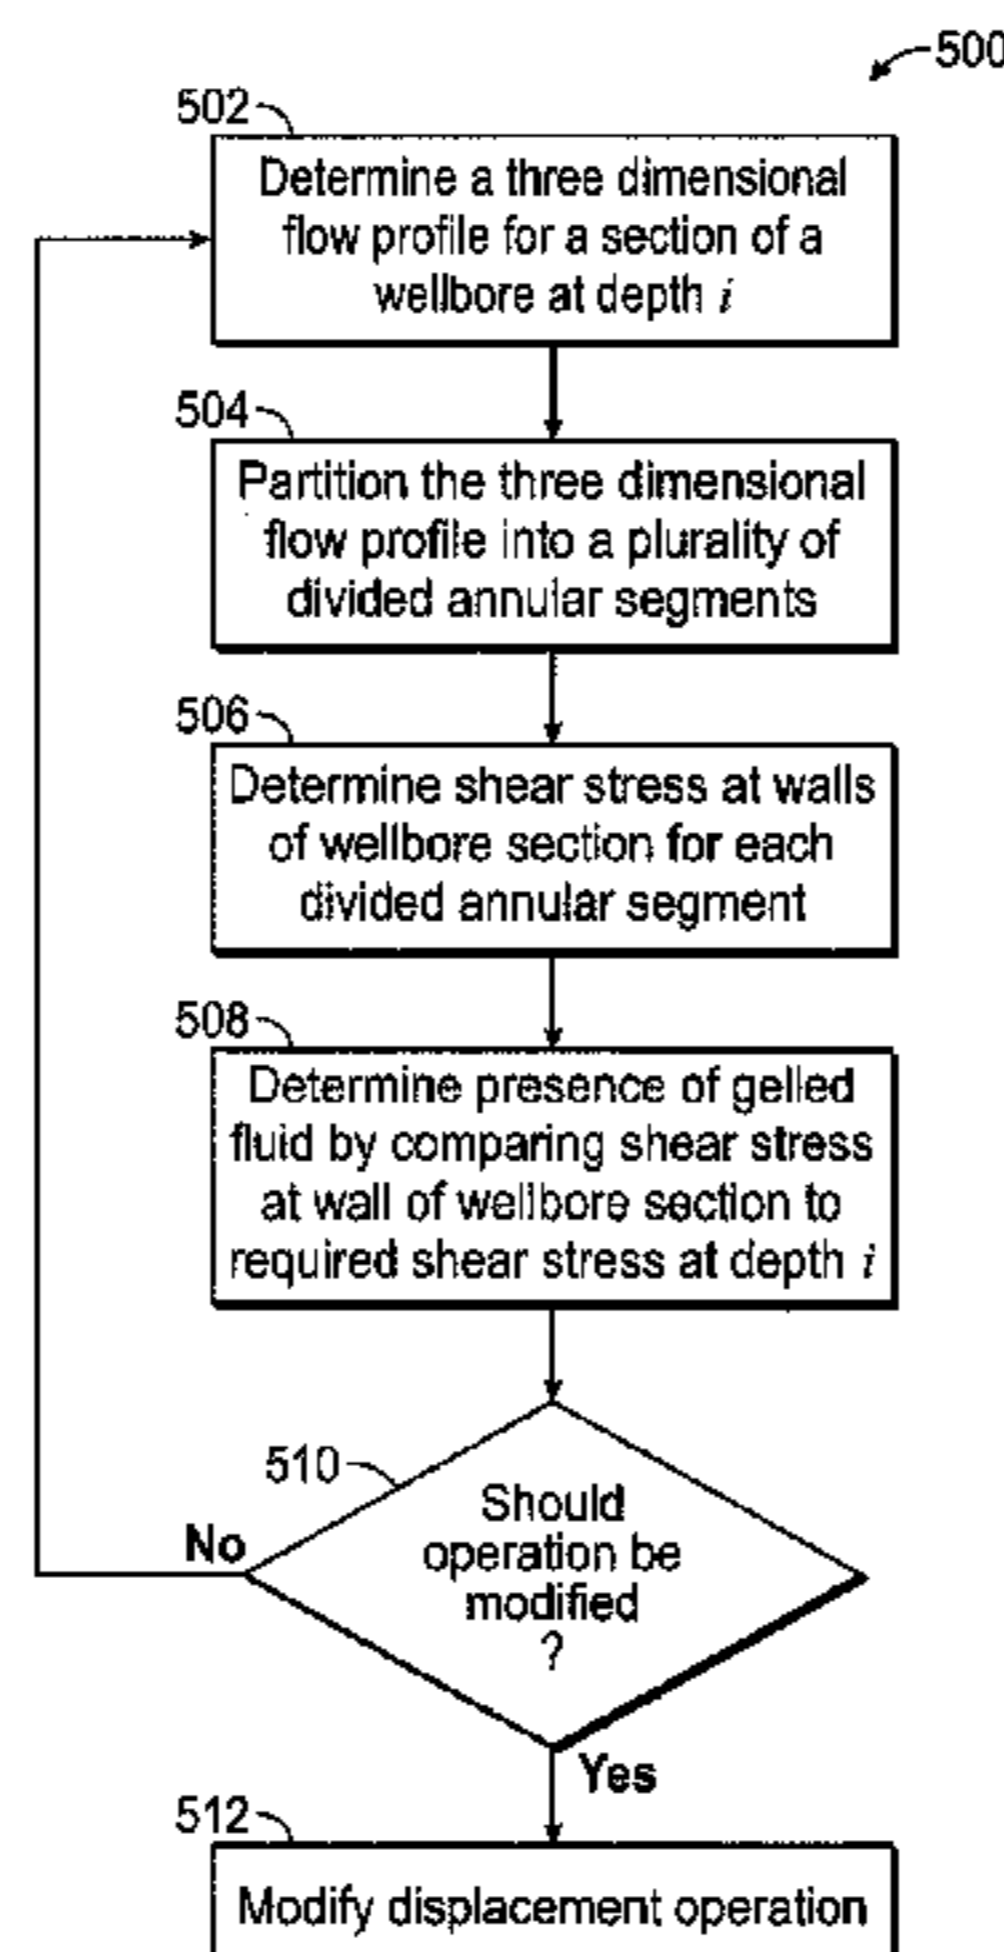 500
502
Determine a three dimensional
flow profile for a section of a
wellbore at depth i
504
Partition the three dimensional
flow profile into a plurality of
divided annular segments
506
Determine shear stress at walls
of wellbore section for each
divided annular segment
508
Determine presence of gelled
fluid by comparing shear stress
at wall of wellbore section to
required shear stress at depth i
510
Should
operation be
modified
?
No
Yes
512
Modify displacement operation